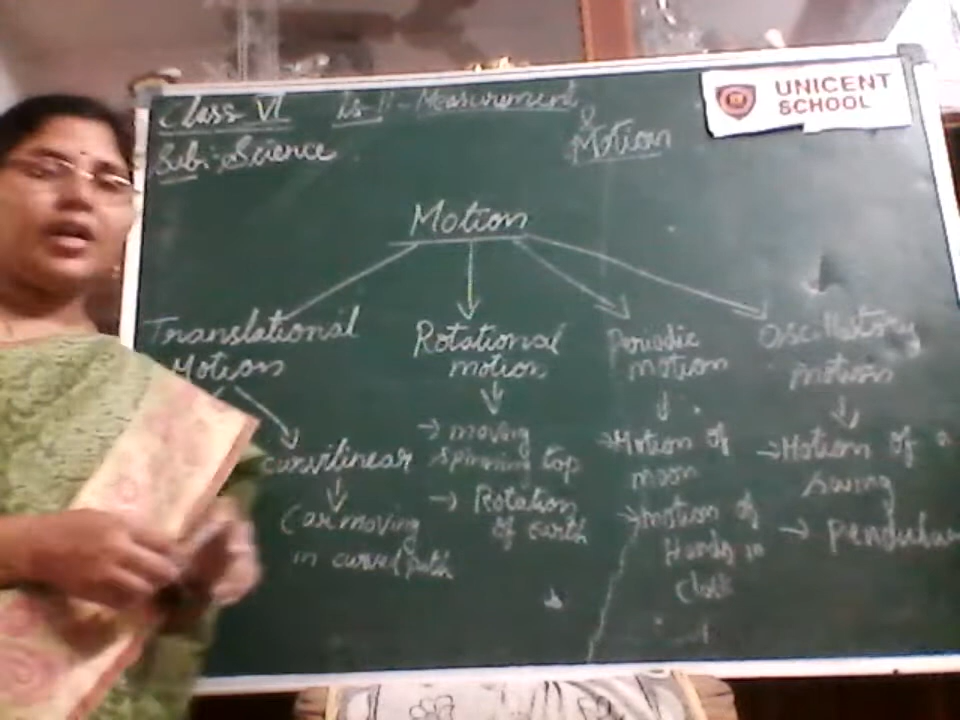 Class VI Ls-11-Measurement
&
Motion
Sub:-Science
UNICENT
SCHOOL
Motion
Translational
Motion
curvilinear
Car moving
in curved path
Rotational
motion
→ moving
spinning top
→ Rotation
of earth
Periodic
motion
→Motion of
moon
→motion of
Hands in
clock
Oscillatory
motion
→Motion of a
swing
→ Pendulum